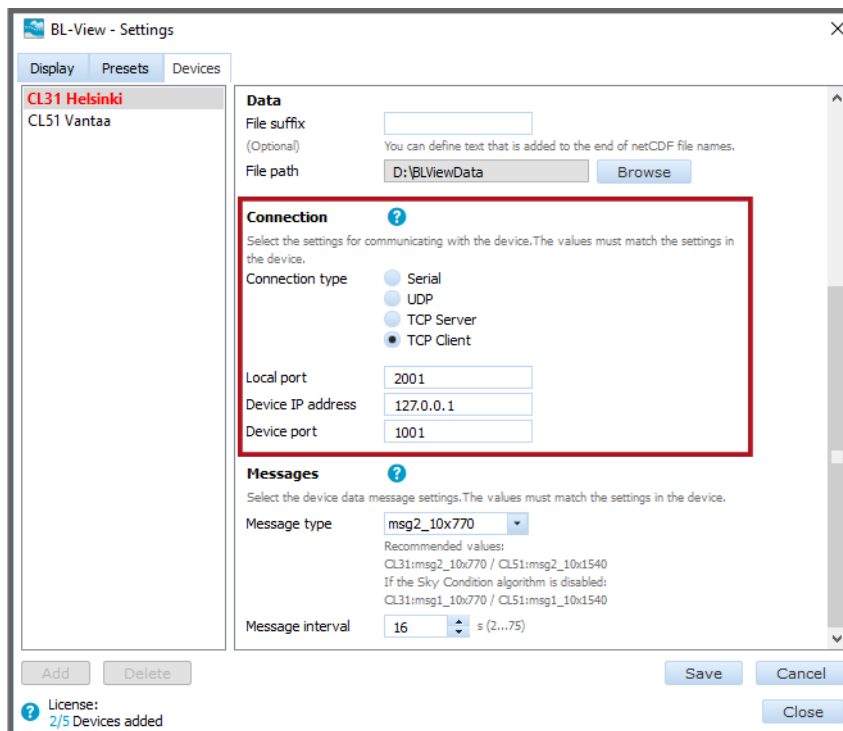 BL-View - Settings
Display Presets Devices
CL31 Helsinki
CL51 Vantaa
Data
File suffix
(Optional) You can define text that is added to the end of netCDF file names.
File path D:\BLViewData Browse
Connection ?
Select the settings for communicating with the device.The values must match the settings in
the device.
Connection type Serial
UDP
TCP Server
TCP Client
Local port 2001
Device IP address 127.0.0.1
Device port 1001
Messages ?
Select the device data message settings.The values must match the settings in the device.
Message type msg2_10x770
Recommended values:
CL31:msg2_10x770 / CL51:msg2_10x1540
If the Sky Condition algorithm is disabled:
CL31:msg1_10x770 / CL51:msg1_10x1540
Message interval 16 s (2...75)
Add Delete Save Cancel
? License:
2/5 Devices added
Close